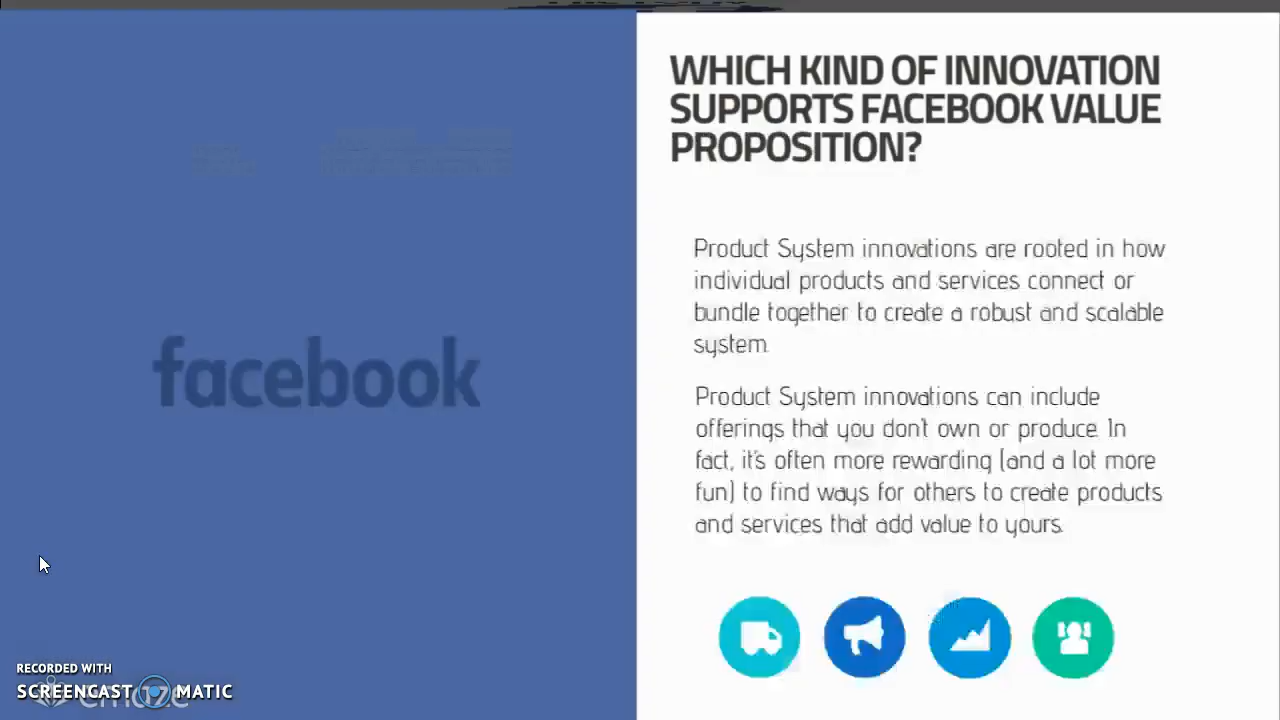 WHICH KIND OF INNOVATION
SUPPORTS FACEBOOK VALUE
PROPOSITION?
Product System innovations are rooted in how
individual products and services connect or
bundle together to create a robust and scalable
system.
Product System innovations can include
offerings that you don't own or produce. In
fact, it's often more rewarding (and a lot more
fun) to find ways for others to create products
and services that add value to yours.
facebook
RECORDED WITH
SCREENCAST MATIC
emaze